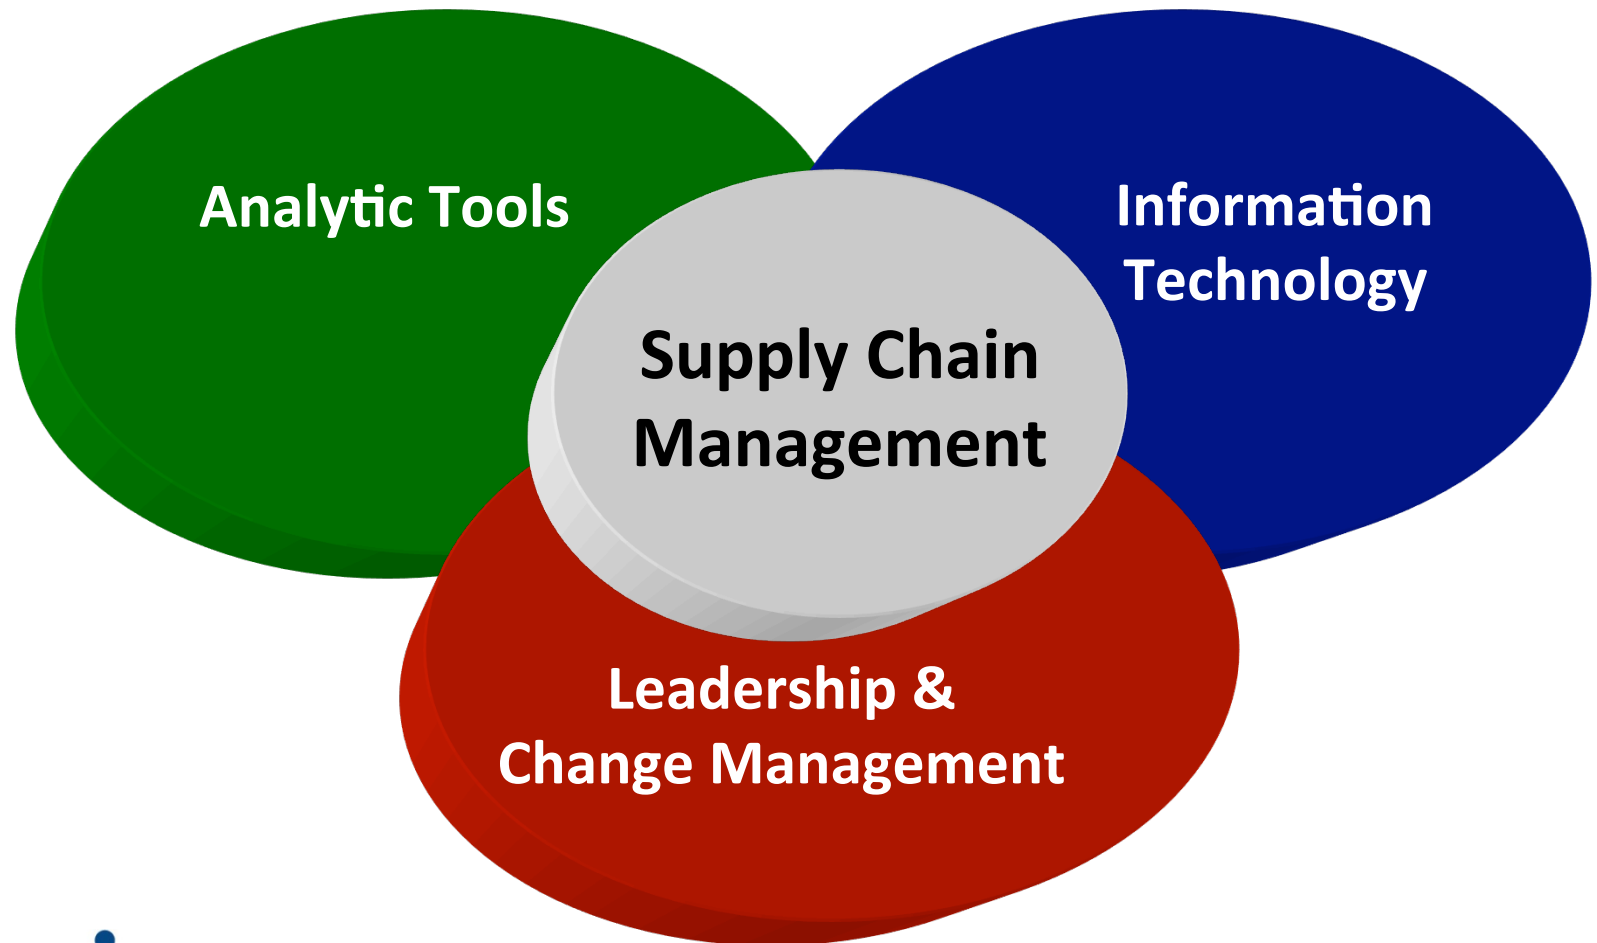 Analytic Tools
Information
Technology
Supply Chain
Management
Leadership &
Change Management